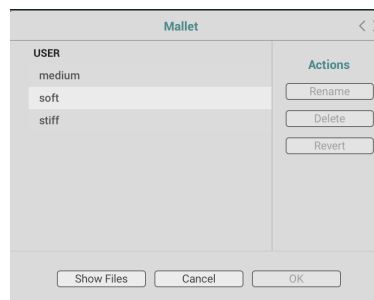 Mallet
USER
medium
soft
stiff
Actions
Rename
Delete
Revert
Show Files
Cancel
OK